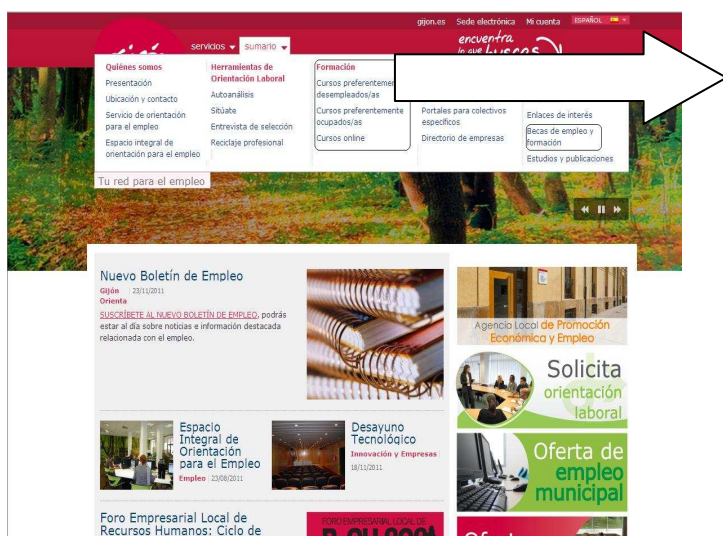 gijon.es Sede electrónica Mi cuenta ESPAÑOL
servicios sumario
encuentra
lo que buscas
Quiénes somos
Presentación
Ubicación y contacto
Servicio de orientación
para el empleo
Espacio integral de
orientación para el empleo
Herramientas de
Orientación Laboral
Autoanálisis
Sitúate
Entrevista de selección
Reciclaje profesional
Formación
Cursos preferentemente
desempleados/as
Cursos preferentemente
ocupados/as
Cursos online
Portales para colectivos
específicos
Directorio de empresas
Enlaces de interés
Becas de empleo y
formación
Estudios y publicaciones
Tu red para el empleo
Nuevo Boletín de Empleo
Gijón 23/11/2011
Orienta
SUSCRÍBETE AL NUEVO BOLETÍN DE EMPLEO, podrás
estar al día sobre noticias e información destacada
relacionada con el empleo.
Espacio
Integral de
Orientación
para el Empleo
Empleo 23/08/2011
Desayuno
Tecnológico
Innovación y Empresas
18/11/2011
Foro Empresarial Local de
Recursos Humanos: Ciclo de
FORO EMPRESARIAL LOCAL DE
Agencia Local de Promoción
Económica y Empleo
Solicita
orientación
laboral
Oferta de
empleo
municipal